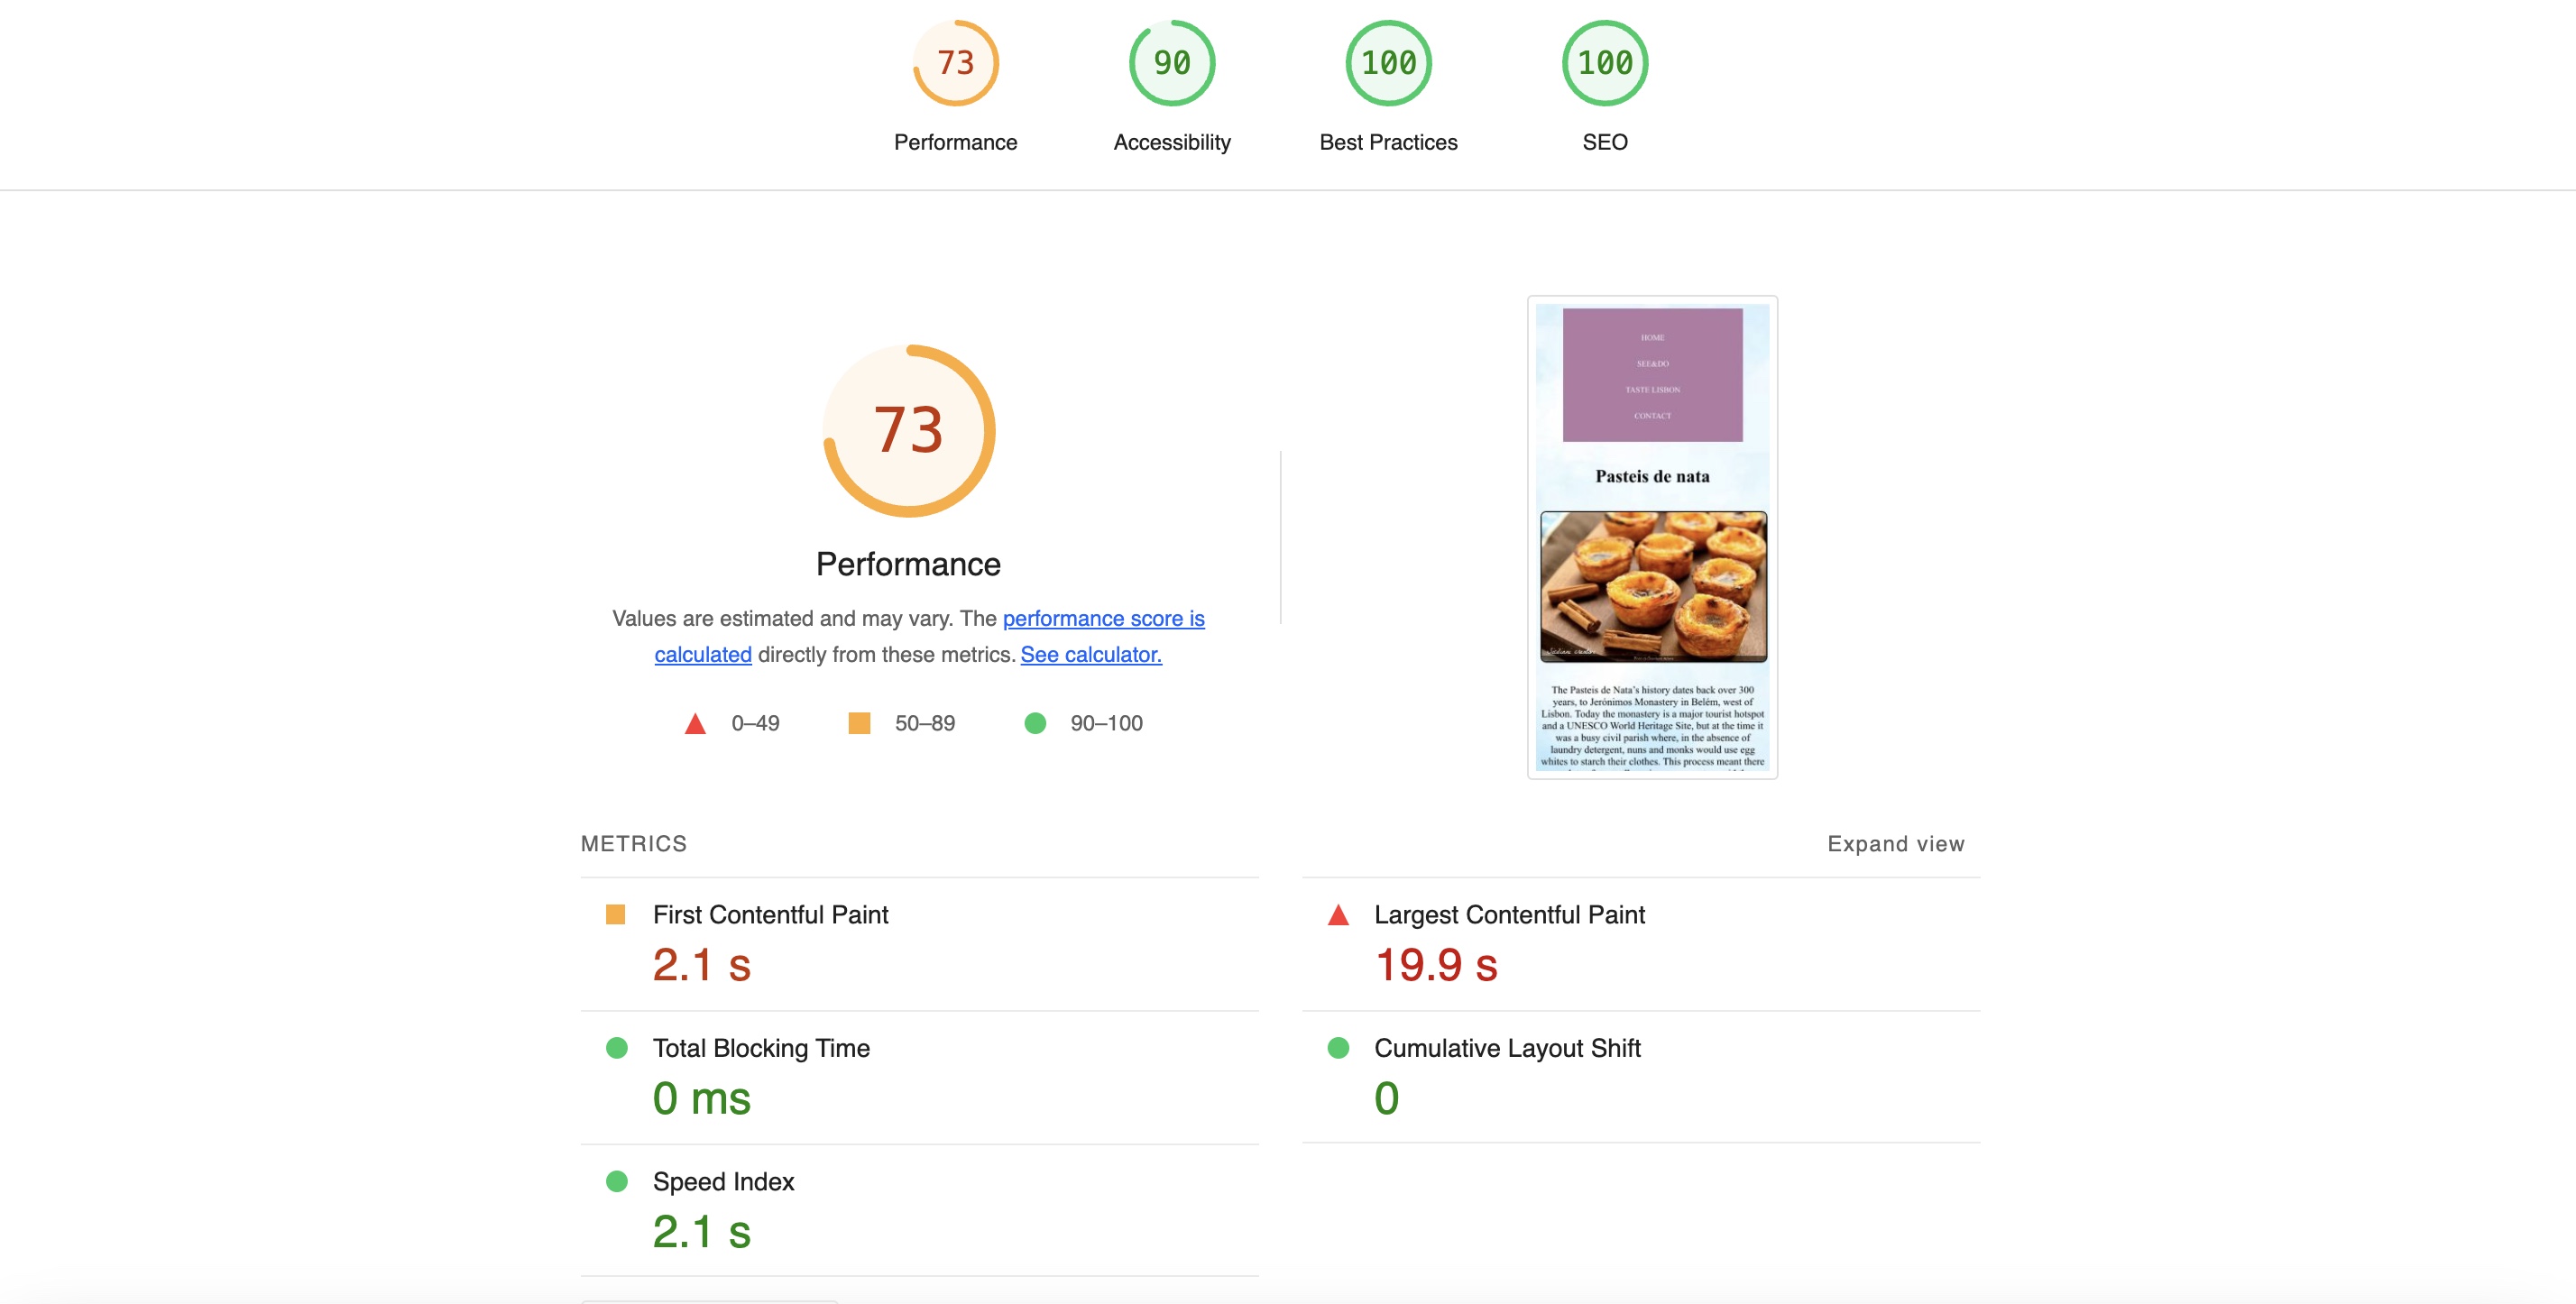 73
90
100
100
Performance
Accessibility
Best Practices
SEO
73
Performance
Values are estimated and may vary. The performance score is
calculated directly from these metrics. See calculator.
0–49
50–89
90–100
HOME
SEE&DO
TASTE LISBON
CONTACT
Pasteis de nata
The Pasteis de Nata's history dates back over 300
years, to Jerónimos Monastery in Belém, west of
Lisbon. Today the monastery is a major tourist hotspot
and a UNESCO World Heritage Site, but at the time it
was a busy civil parish where, in the absence of
laundry detergent, nuns and monks would use egg
whites to starch their clothes. This process meant there
METRICS
Expand view
First Contentful Paint
2.1 s
Largest Contentful Paint
19.9 s
Total Blocking Time
0 ms
Cumulative Layout Shift
0
Speed Index
2.1 s